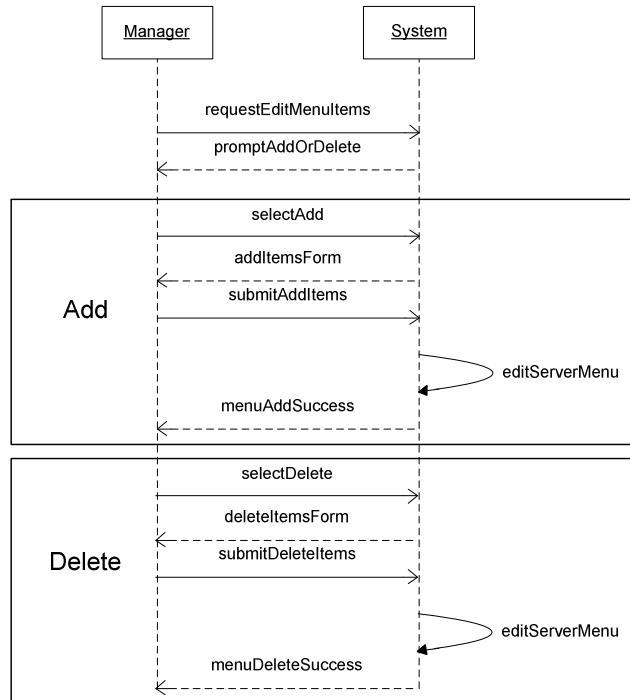 Manager
System
requestEditMenuItems
promptAddOrDelete
selectAdd
addItemsForm
Add
submitAddItems
editServerMenu
menuAddSuccess
selectDelete
deleteItemsForm
Delete
submitDeleteItems
editServerMenu
menuDeleteSuccess